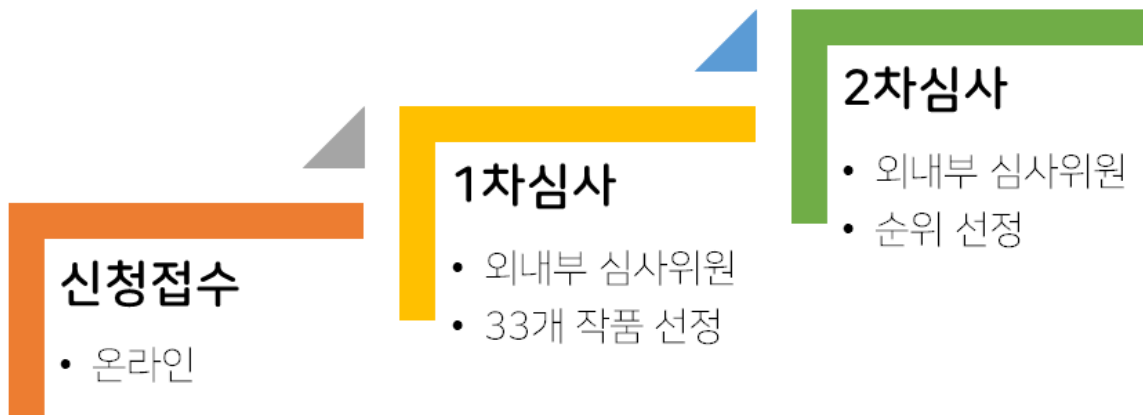 신청접수
• 온라인
1차심사
• 외내부 심사위원
• 33개 작품 선정
2차심사
• 외내부 심사위원
• 순위 선정